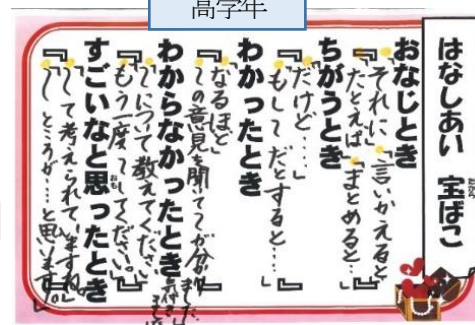 高学年
はなしあい 宝ばこ
たから
おなじとき
『「それに」「言いかえると」
「たとえば」「まとめると…」』
ちがうとき
『「だけど…」
「もし〜だとすると…」』
わかったとき
『「なるほど」
「〜の意見を聞いて〜が分かりました。」』
わからなかったとき
『「〜について教えてください」
「もう一度〜してください。」』
すごいなと思ったとき
おも
『「〜て考えられていますね。」
「〜ところが…と思います。」』